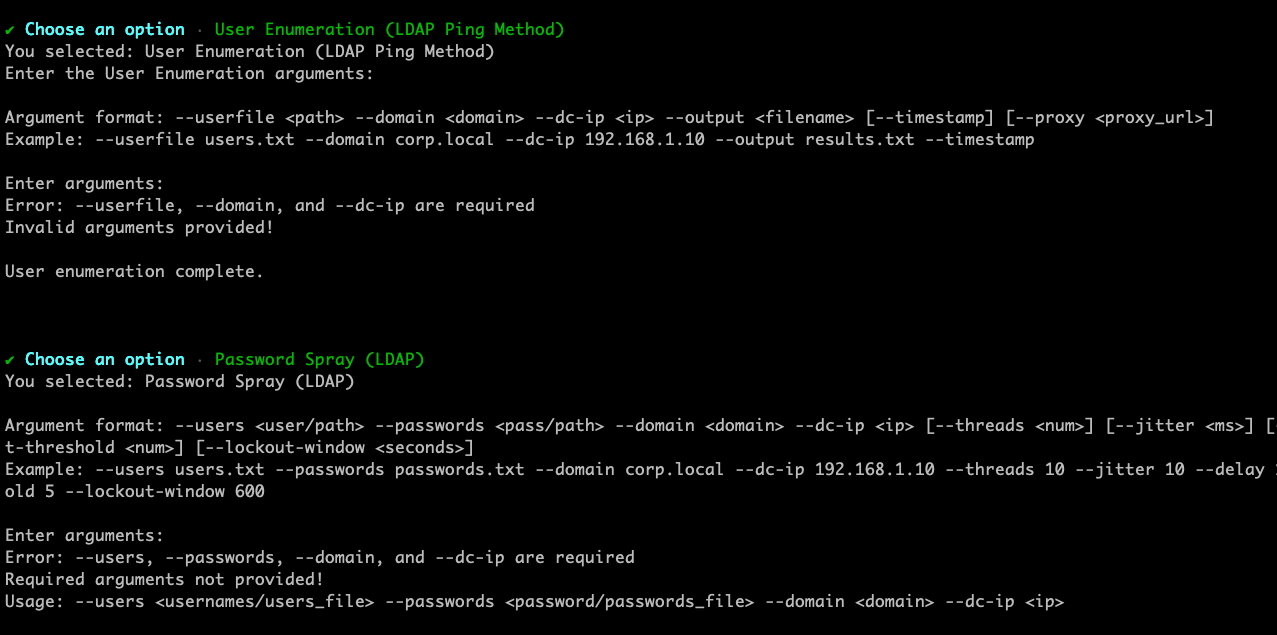 ✔ Choose an option · User Enumeration (LDAP Ping Method)
You selected: User Enumeration (LDAP Ping Method)
Enter the User Enumeration arguments:
Argument format: --userfile <path> --domain <domain> --dc-ip <ip> --output <filename> [--timestamp] [--proxy <proxy_url>]
Example: --userfile users.txt --domain corp.local --dc-ip 192.168.1.10 --output results.txt --timestamp
Enter arguments:
Error: --userfile, --domain, and --dc-ip are required
Invalid arguments provided!
User enumeration complete.
✔ Choose an option · Password Spray (LDAP)
You selected: Password Spray (LDAP)
Argument format: --users <user/path> --passwords <pass/path> --domain <domain> --dc-ip <ip> [--threads <num>] [--jitter <ms>] [
t-threshold <num>] [--lockout-window <seconds>]
Example: --users users.txt --passwords passwords.txt --domain corp.local --dc-ip 192.168.1.10 --threads 10 --jitter 10 --delay
old 5 --lockout-window 600
Enter arguments:
Error: --users, --passwords, --domain, and --dc-ip are required
Required arguments not provided!
Usage: --users <usernames/users_file> --passwords <password/passwords_file> --domain <domain> --dc-ip <ip>